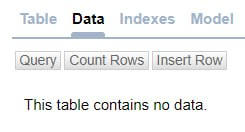 Table Data Indexes Model
Query Count Rows Insert Row
This table contains no data.